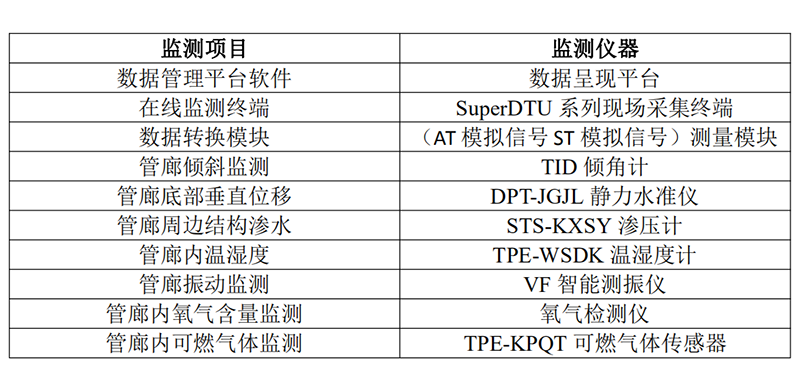 监测项目 监测仪器
数据管理平台软件 数据呈现平台
在线监测终端 SuperDTU 系列现场采集终端
数据转换模块 （AT 模拟信号 ST 模拟信号）测量模块
管廊倾斜监测 TID 倾角计
管廊底部垂直位移 DPT-JGJL 静力水准仪
管廊周边结构渗水 STS-KXSY 渗压计
管廊内温湿度 TPE-WSDK 温湿度计
管廊振动监测 VF 智能测振仪
管廊内氧气含量监测 氧气检测仪
管廊内可燃气体监测 TPE-KPQT 可燃气体传感器